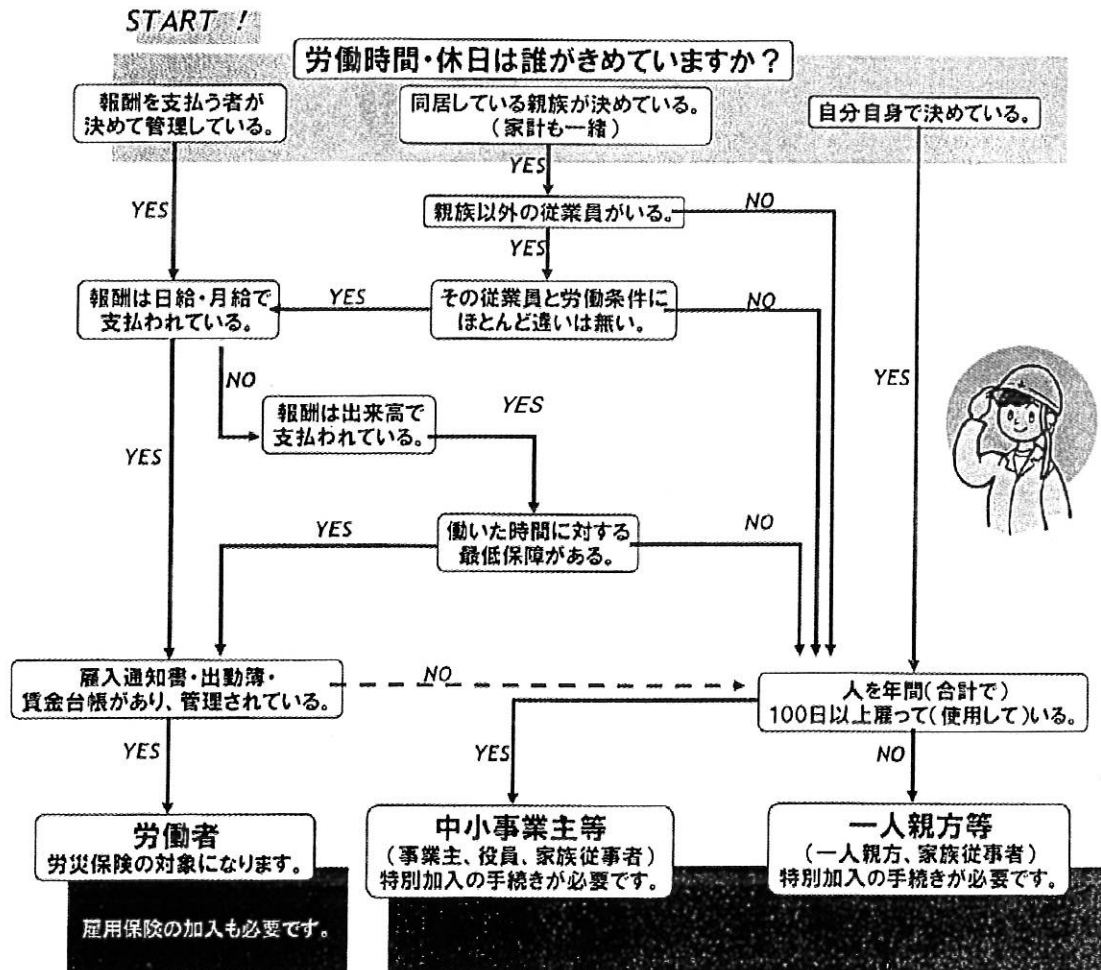 START !
労働時間・休日は誰がきめていますか？
報酬を支払う者が
決めて管理している。
同居している親族が決めている。
（家計も一緒）
自分自身で決めている。
YES
YES
親族以外の従業員がいる。
NO
YES
報酬は日給・月給で
支払われている。
YES
その従業員と労働条件に
ほとんど違いは無い。
NO
YES
NO
報酬は出来高で
支払われている。
YES
YES
YES
働いた時間に対する
最低保障がある。
NO
雇入通知書・出勤簿・
賃金台帳があり、管理されている。
NO
人を年間（合計で）
100日以上雇って（使用して）いる。
YES
YES
NO
労働者
労災保険の対象になります。
中小事業主等
（事業主、役員、家族従事者）
特別加入の手続きが必要です。
一人親方等
（一人親方、家族従事者）
特別加入の手続きが必要です。
雇用保険の加入も必要です。